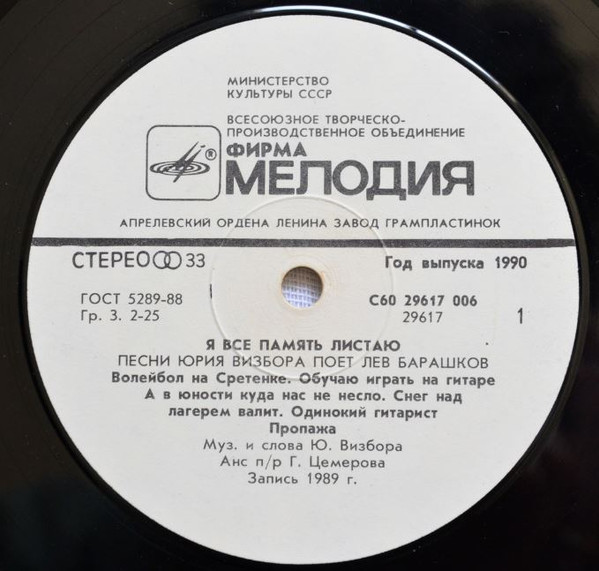 МИНИСТЕРСТВО
КУЛЬТУРЫ СССР
ВСЕСОЮЗНОЕ ТВОРЧЕСКО-
ПРОИЗВОДСТВЕННОЕ ОБЪЕДИНЕНИЕ
ФИРМА
® МЕЛОДИЯ
АПРЕЛЕВСКИЙ ОРДЕНА ЛЕНИНА ЗАВОД ГРАМПЛАСТИНОК
СТЕРЕО 33 Год выпуска 1990
ГОСТ 5289-88 С60 29617 006
Гр. 3. 2-25 29617 1
Я ВСЕ ПАМЯТЬ ЛИСТАЮ
ПЕСНИ ЮРИЯ ВИЗБОРА ПОЕТ ЛЕВ БАРАШКОВ
Волейбол на Сретенке. Обучаю играть на гитаре
А в юности куда нас не несло. Снег над
лагерем валит. Одинокий гитарист
Пропажа
Муз. и слова Ю. Визбора
Анс п/р Г. Цемерова
Запись 1989 г.